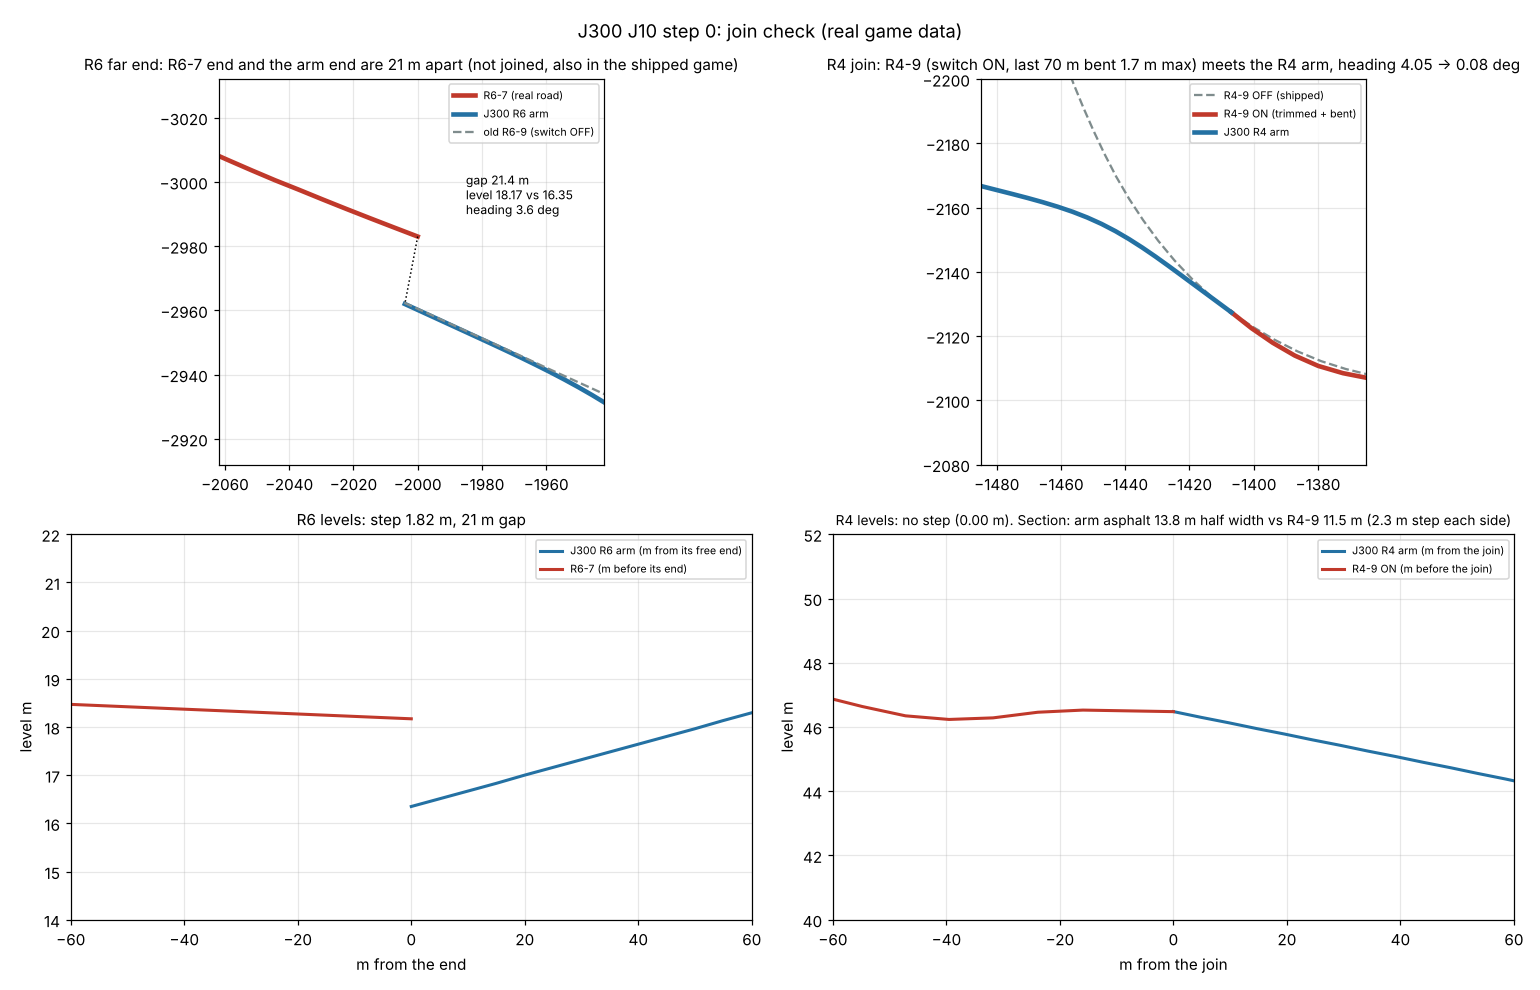 J300 J10 step 0: join check (real game data)
R6 far end: R6-7 end and the arm end are 21 m apart (not joined, also in the shipped game)
R6-7 (real road)
J300 R6 arm
old R6-9 (switch OFF)
gap 21.4 m
level 18.17 vs 16.35
heading 3.6 deg
−3020
−3000
−2980
−2960
−2940
−2920
−2060 −2040 −2020 −2000 −1980 −1960
R4 join: R4-9 (switch ON, last 70 m bent 1.7 m max) meets the R4 arm, heading 4.05 → 0.08 deg
R4-9 OFF (shipped)
R4-9 ON (trimmed + bent)
J300 R4 arm
−2200
−2180
−2160
−2140
−2120
−2100
−2080
−1480 −1460 −1440 −1420 −1400 −1380
R6 levels: step 1.82 m, 21 m gap
J300 R6 arm (m from its free end)
R6-7 (m before its end)
22
21
20
19
18
17
16
15
14
level m
−60 −40 −20 0 20 40 60
m from the end
R4 levels: no step (0.00 m). Section: arm asphalt 13.8 m half width vs R4-9 11.5 m (2.3 m step each side)
J300 R4 arm (m from the join)
R4-9 ON (m before the join)
52
50
48
46
44
42
40
level m
−60 −40 −20 0 20 40 60
m from the join